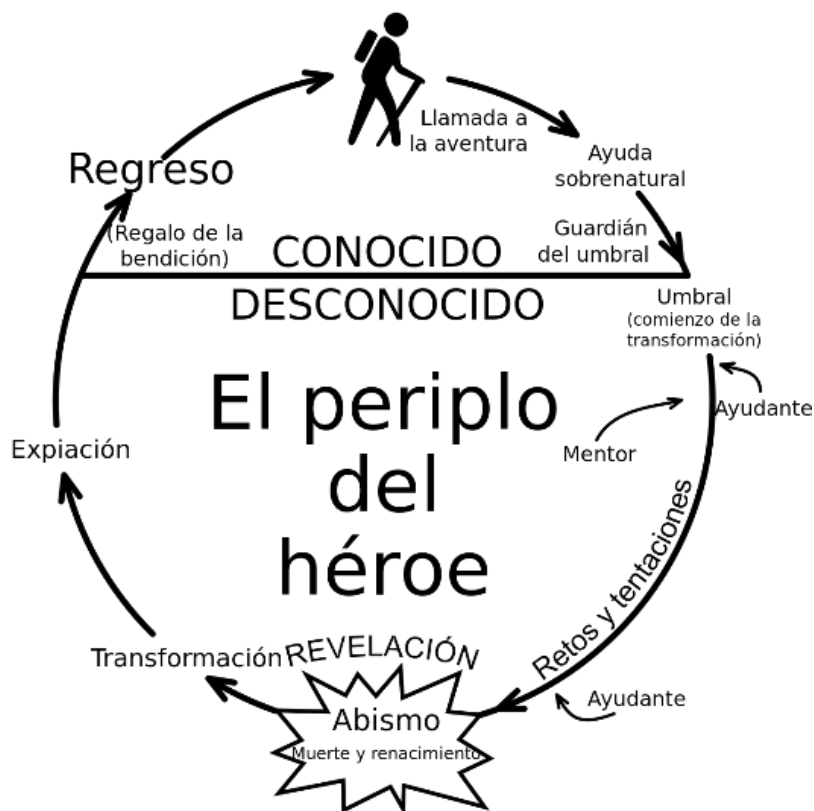 Llamada a
la aventura
Ayuda
sobrenatural
Regreso
(Regalo de la
bendición)
CONOCIDO
Guardián
del umbral
DESCONOCIDO
Umbral
(comienzo de la
transformación)
El periplo
del
héroe
Ayudante
Mentor
Expiación
Retos y tentaciones
Transformación
REVELACIÓN
Ayudante
Abismo
Muerte y renacimiento